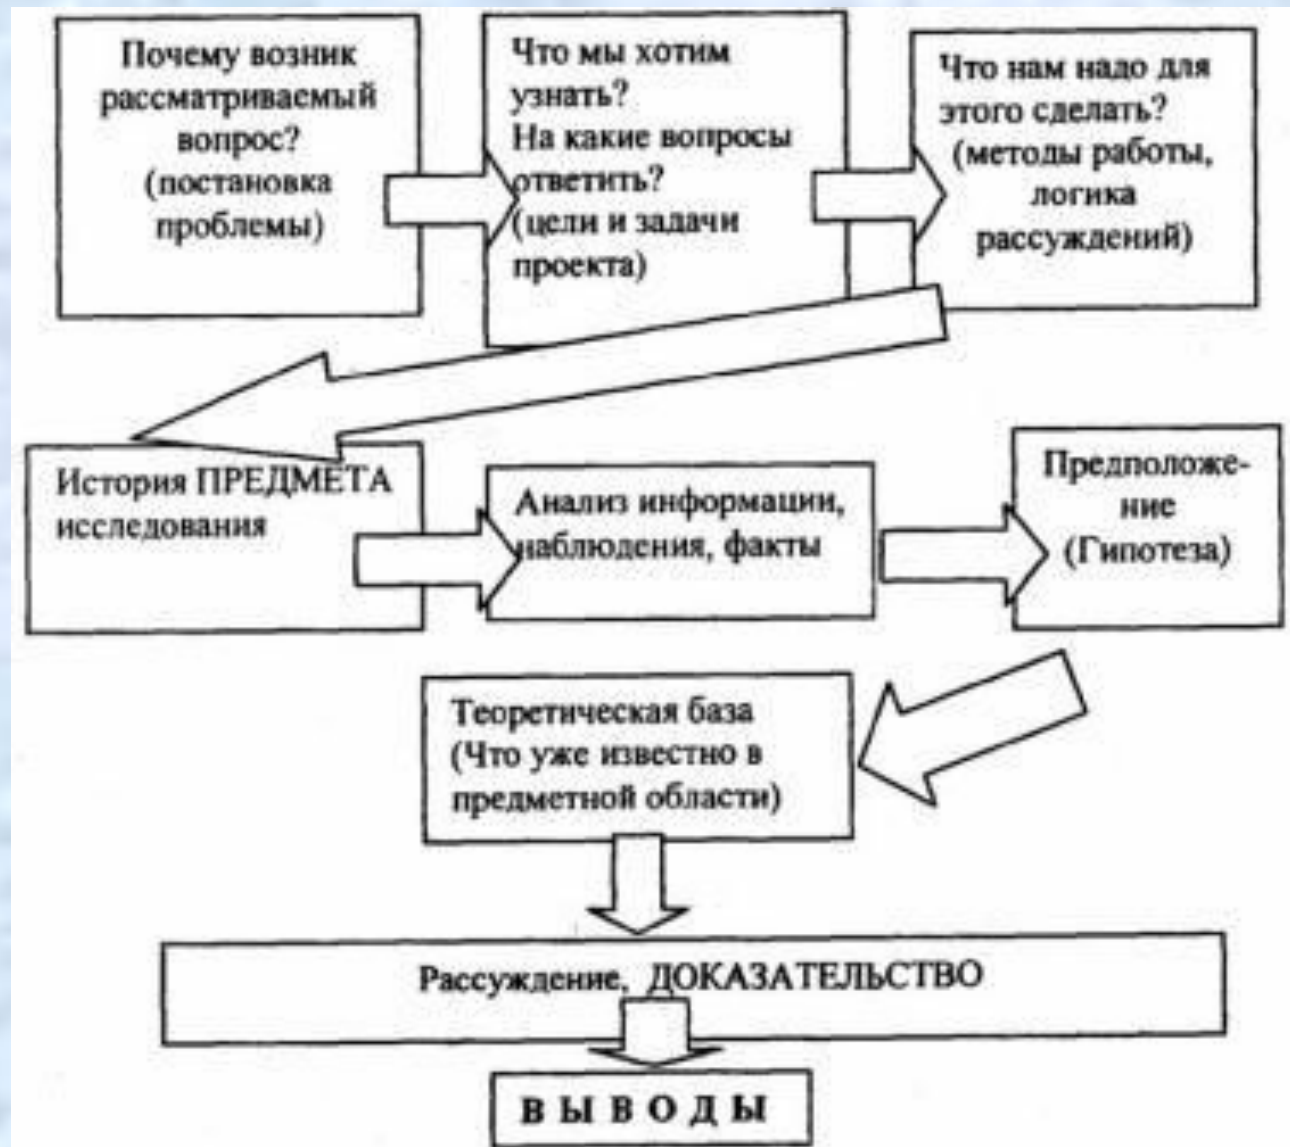 Почему возник
рассматриваемый
вопрос?
(постановка
проблемы)
Что мы хотим
узнать?
На какие вопросы
ответить?
(цели и задачи
проекта)
Что нам надо для
этого сделать?
(методы работы,
логика
рассуждений)
История ПРЕДМЕТА
исследования
Анализ информации,
наблюдения, факты
Предположе-
ние
(Гипотеза)
Теоретическая база
(Что уже известно в
предметной области)
Рассуждение, ДОКАЗАТЕЛЬСТВО
ВЫВОДЫ